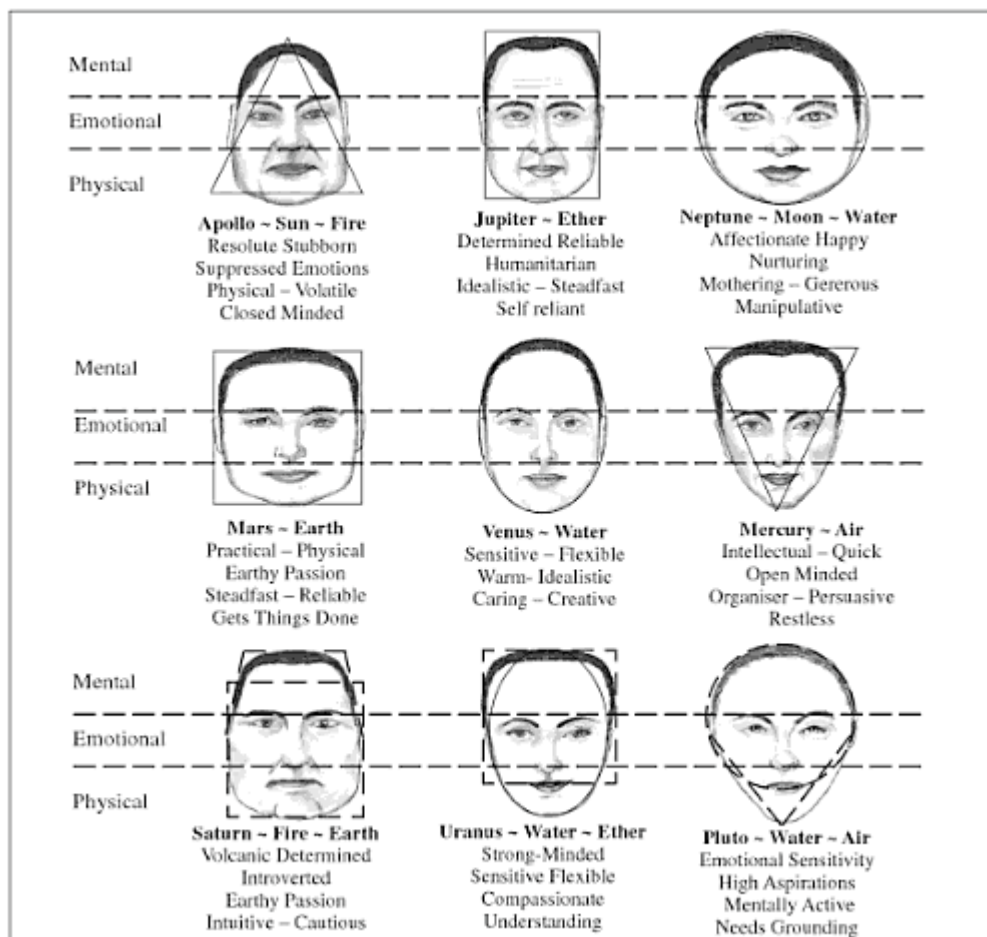 Mental
Emotional
Physical
Apollo ~ Sun ~ Fire
Resolute Stubborn
Suppressed Emotions
Physical – Volatile
Closed Minded
Jupiter ~ Ether
Determined Reliable
Humanitarian
Idealistic – Steadfast
Self reliant
Neptune ~ Moon ~ Water
Affectionate Happy
Nurturing
Mothering – Gererous
Manipulative
Mental
Emotional
Physical
Mars ~ Earth
Practical – Physical
Earthy Passion
Steadfast – Reliable
Gets Things Done
Venus ~ Water
Sensitive – Flexible
Warm- Idealistic
Caring – Creative
Mercury ~ Air
Intellectual – Quick
Open Minded
Organiser – Persuasive
Restless
Mental
Emotional
Physical
Saturn ~ Fire ~ Earth
Volcanic Determined
Introverted
Earthy Passion
Intuitive – Cautious
Uranus ~ Water ~ Ether
Strong-Minded
Sensitive Flexible
Compassionate
Understanding
Pluto ~ Water ~ Air
Emotional Sensitivity
High Aspirations
Mentally Active
Needs Grounding